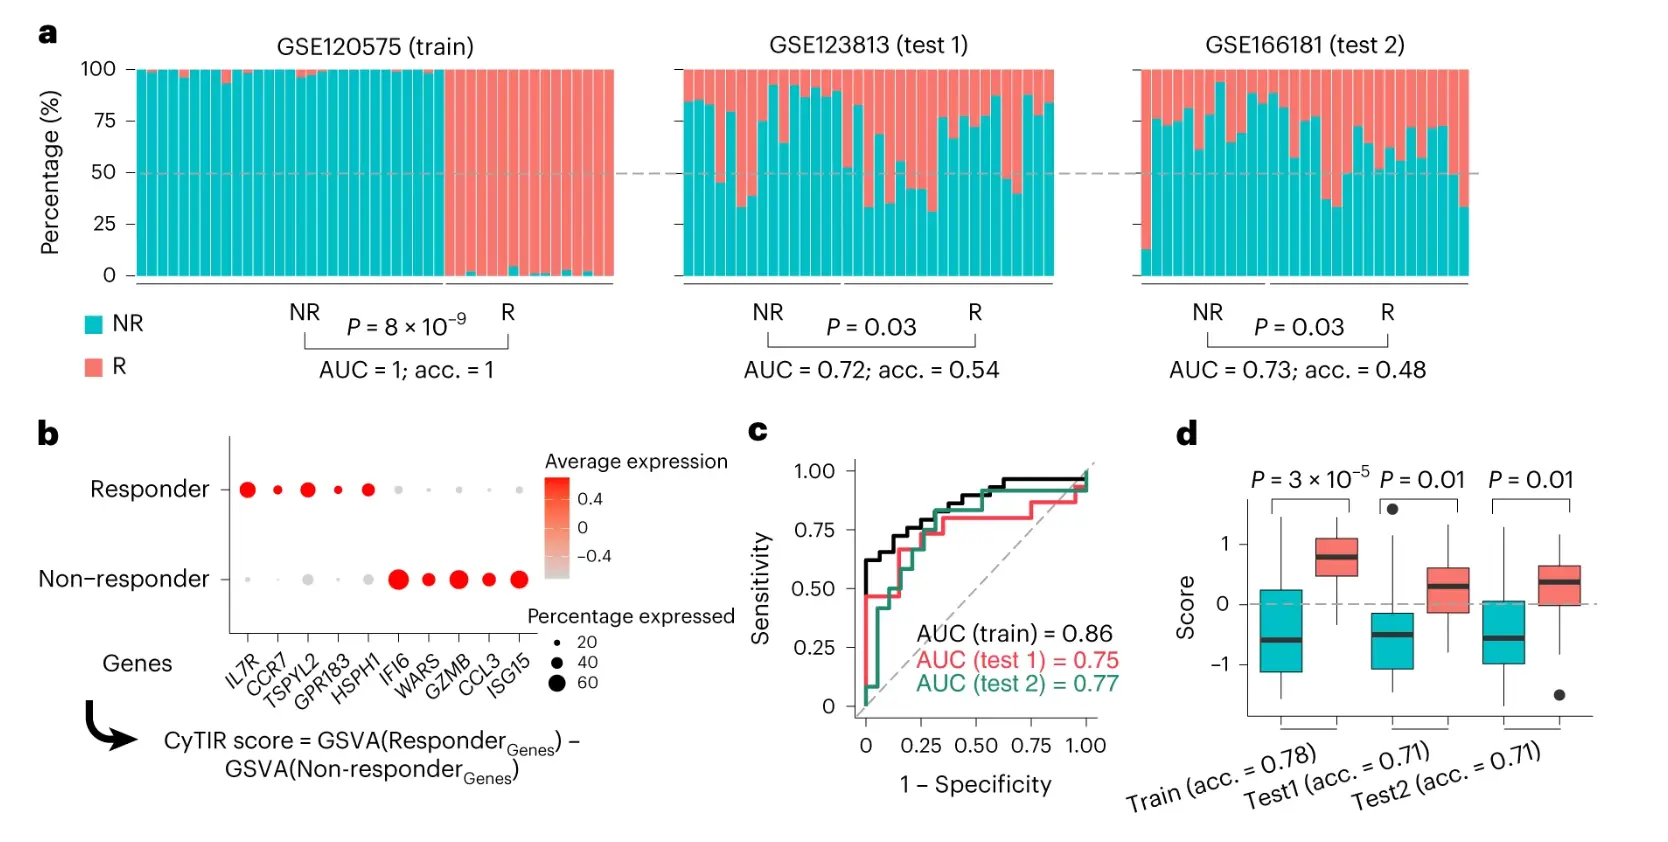 a
GSE120575 (train)
GSE123813 (test 1)
GSE166181 (test 2)
Percentage (%)
100
75
50
25
0
NR
R
NR
R
P = 8 × 10⁻⁹
AUC = 1; acc. = 1
NR
R
P = 0.03
AUC = 0.72; acc. = 0.54
NR
R
P = 0.03
AUC = 0.73; acc. = 0.48
b
Responder
Non-responder
Genes
IL7R
CCR7
TSPYL2
GPR183
HSPH1
IFI6
WARS
GZMB
CCL3
ISG15
Average expression
0.4
0
−0.4
Percentage expressed
20
40
60
CyTIR score = GSVA(Responder_Genes) –
GSVA(Non-responder_Genes)
c
Sensitivity
1.00
0.75
0.50
0.25
0
AUC (train) = 0.86
AUC (test 1) = 0.75
AUC (test 2) = 0.77
0 0.25 0.50 0.75 1.00
1 – Specificity
d
P = 3 × 10⁻⁵
P = 0.01
P = 0.01
Score
1
0
−1
Train (acc. = 0.78)
Test1 (acc. = 0.71)
Test2 (acc. = 0.71)